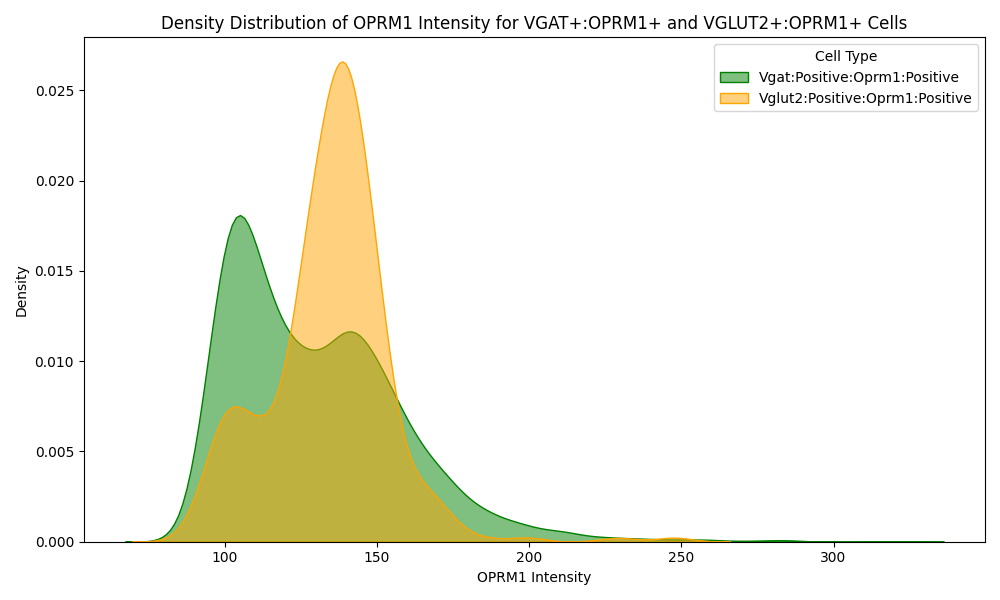 Density Distribution of OPRM1 Intensity for VGAT+:OPRM1+ and VGLUT2+:OPRM1+ Cells
Cell Type
Vgat:Positive:Oprm1:Positive
Vglut2:Positive:Oprm1:Positive
Density
0.025
0.020
0.015
0.010
0.005
0.000
100
150
200
250
300
OPRM1 Intensity